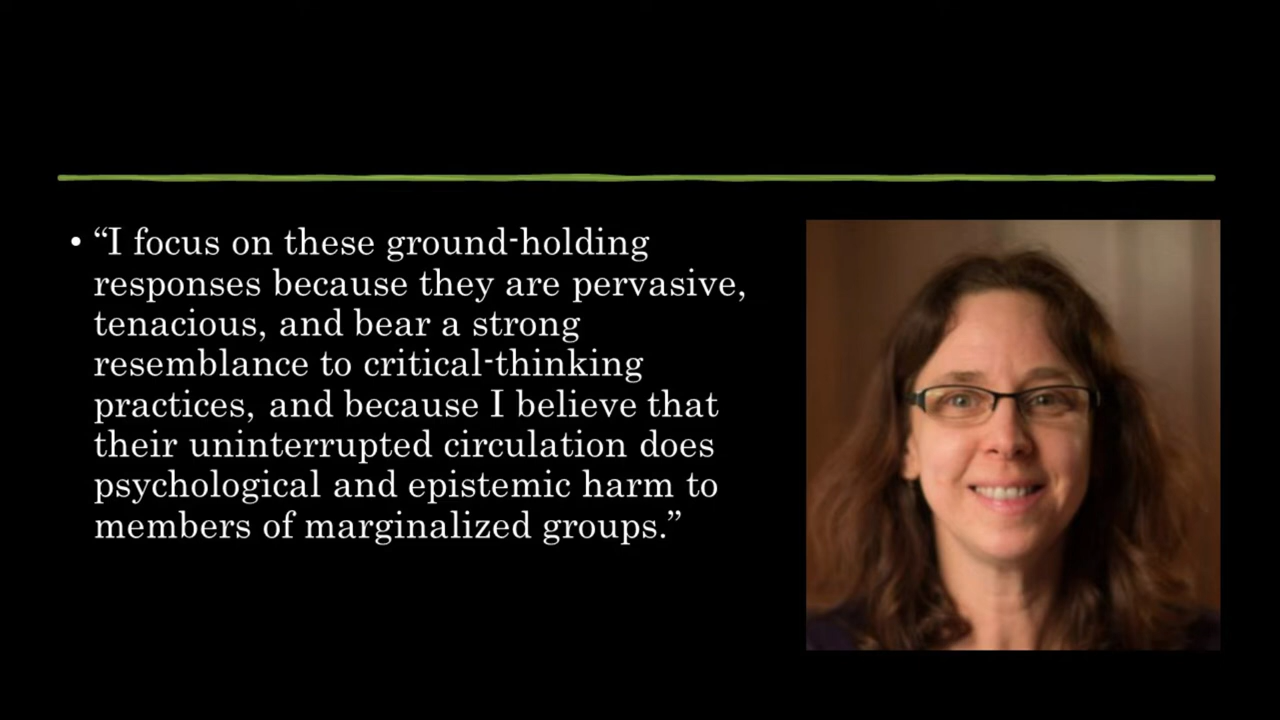 • “I focus on these ground-holding
responses because they are pervasive,
tenacious, and bear a strong
resemblance to critical-thinking
practices, and because I believe that
their uninterrupted circulation does
psychological and epistemic harm to
members of marginalized groups.”